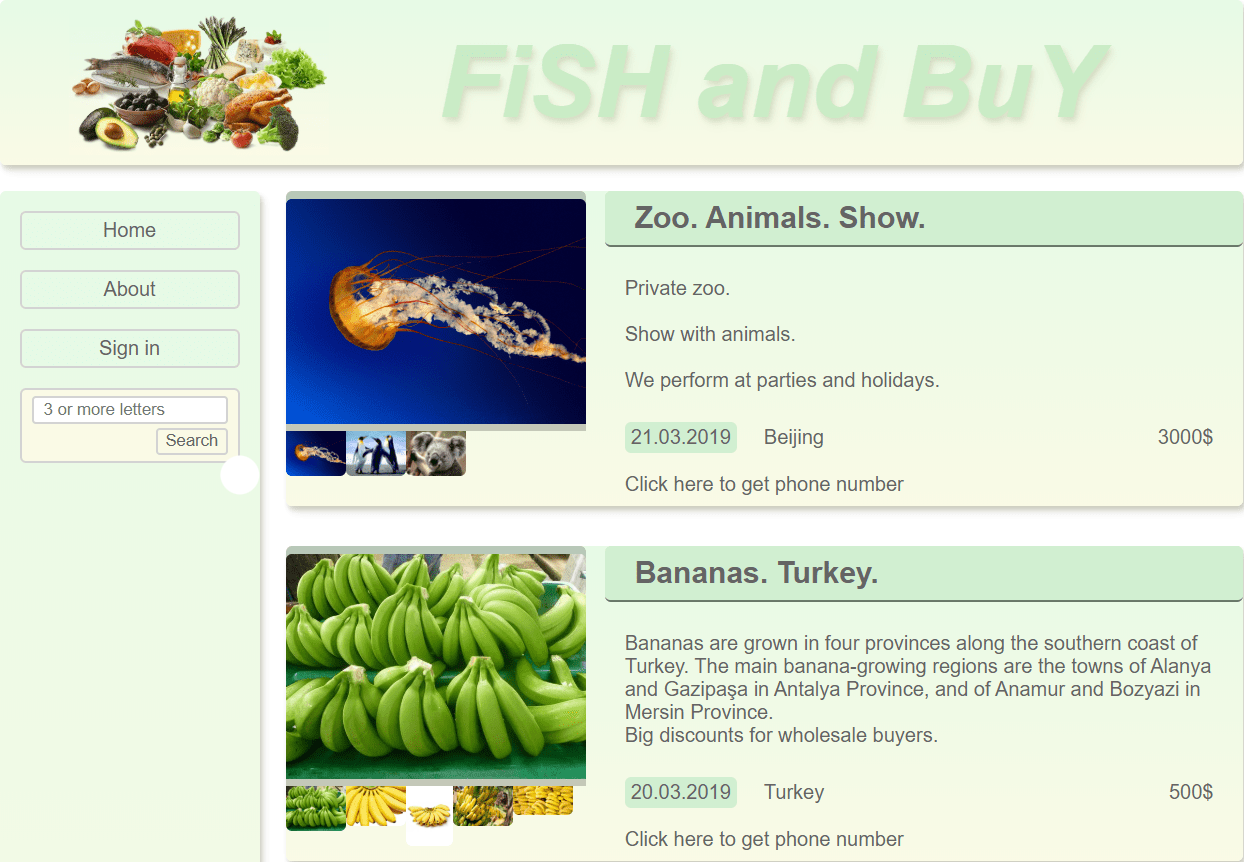 FiSH and BuY
Home
About
Sign in
3 or more letters
Search
Zoo. Animals. Show.
Private zoo.
Show with animals.
We perform at parties and holidays.
21.03.2019 Beijing 3000$
Click here to get phone number
Bananas. Turkey.
Bananas are grown in four provinces along the southern coast of
Turkey. The main banana-growing regions are the towns of Alanya
and Gazipaşa in Antalya Province, and of Anamur and Bozyazi in
Mersin Province.
Big discounts for wholesale buyers.
20.03.2019 Turkey 500$
Click here to get phone number